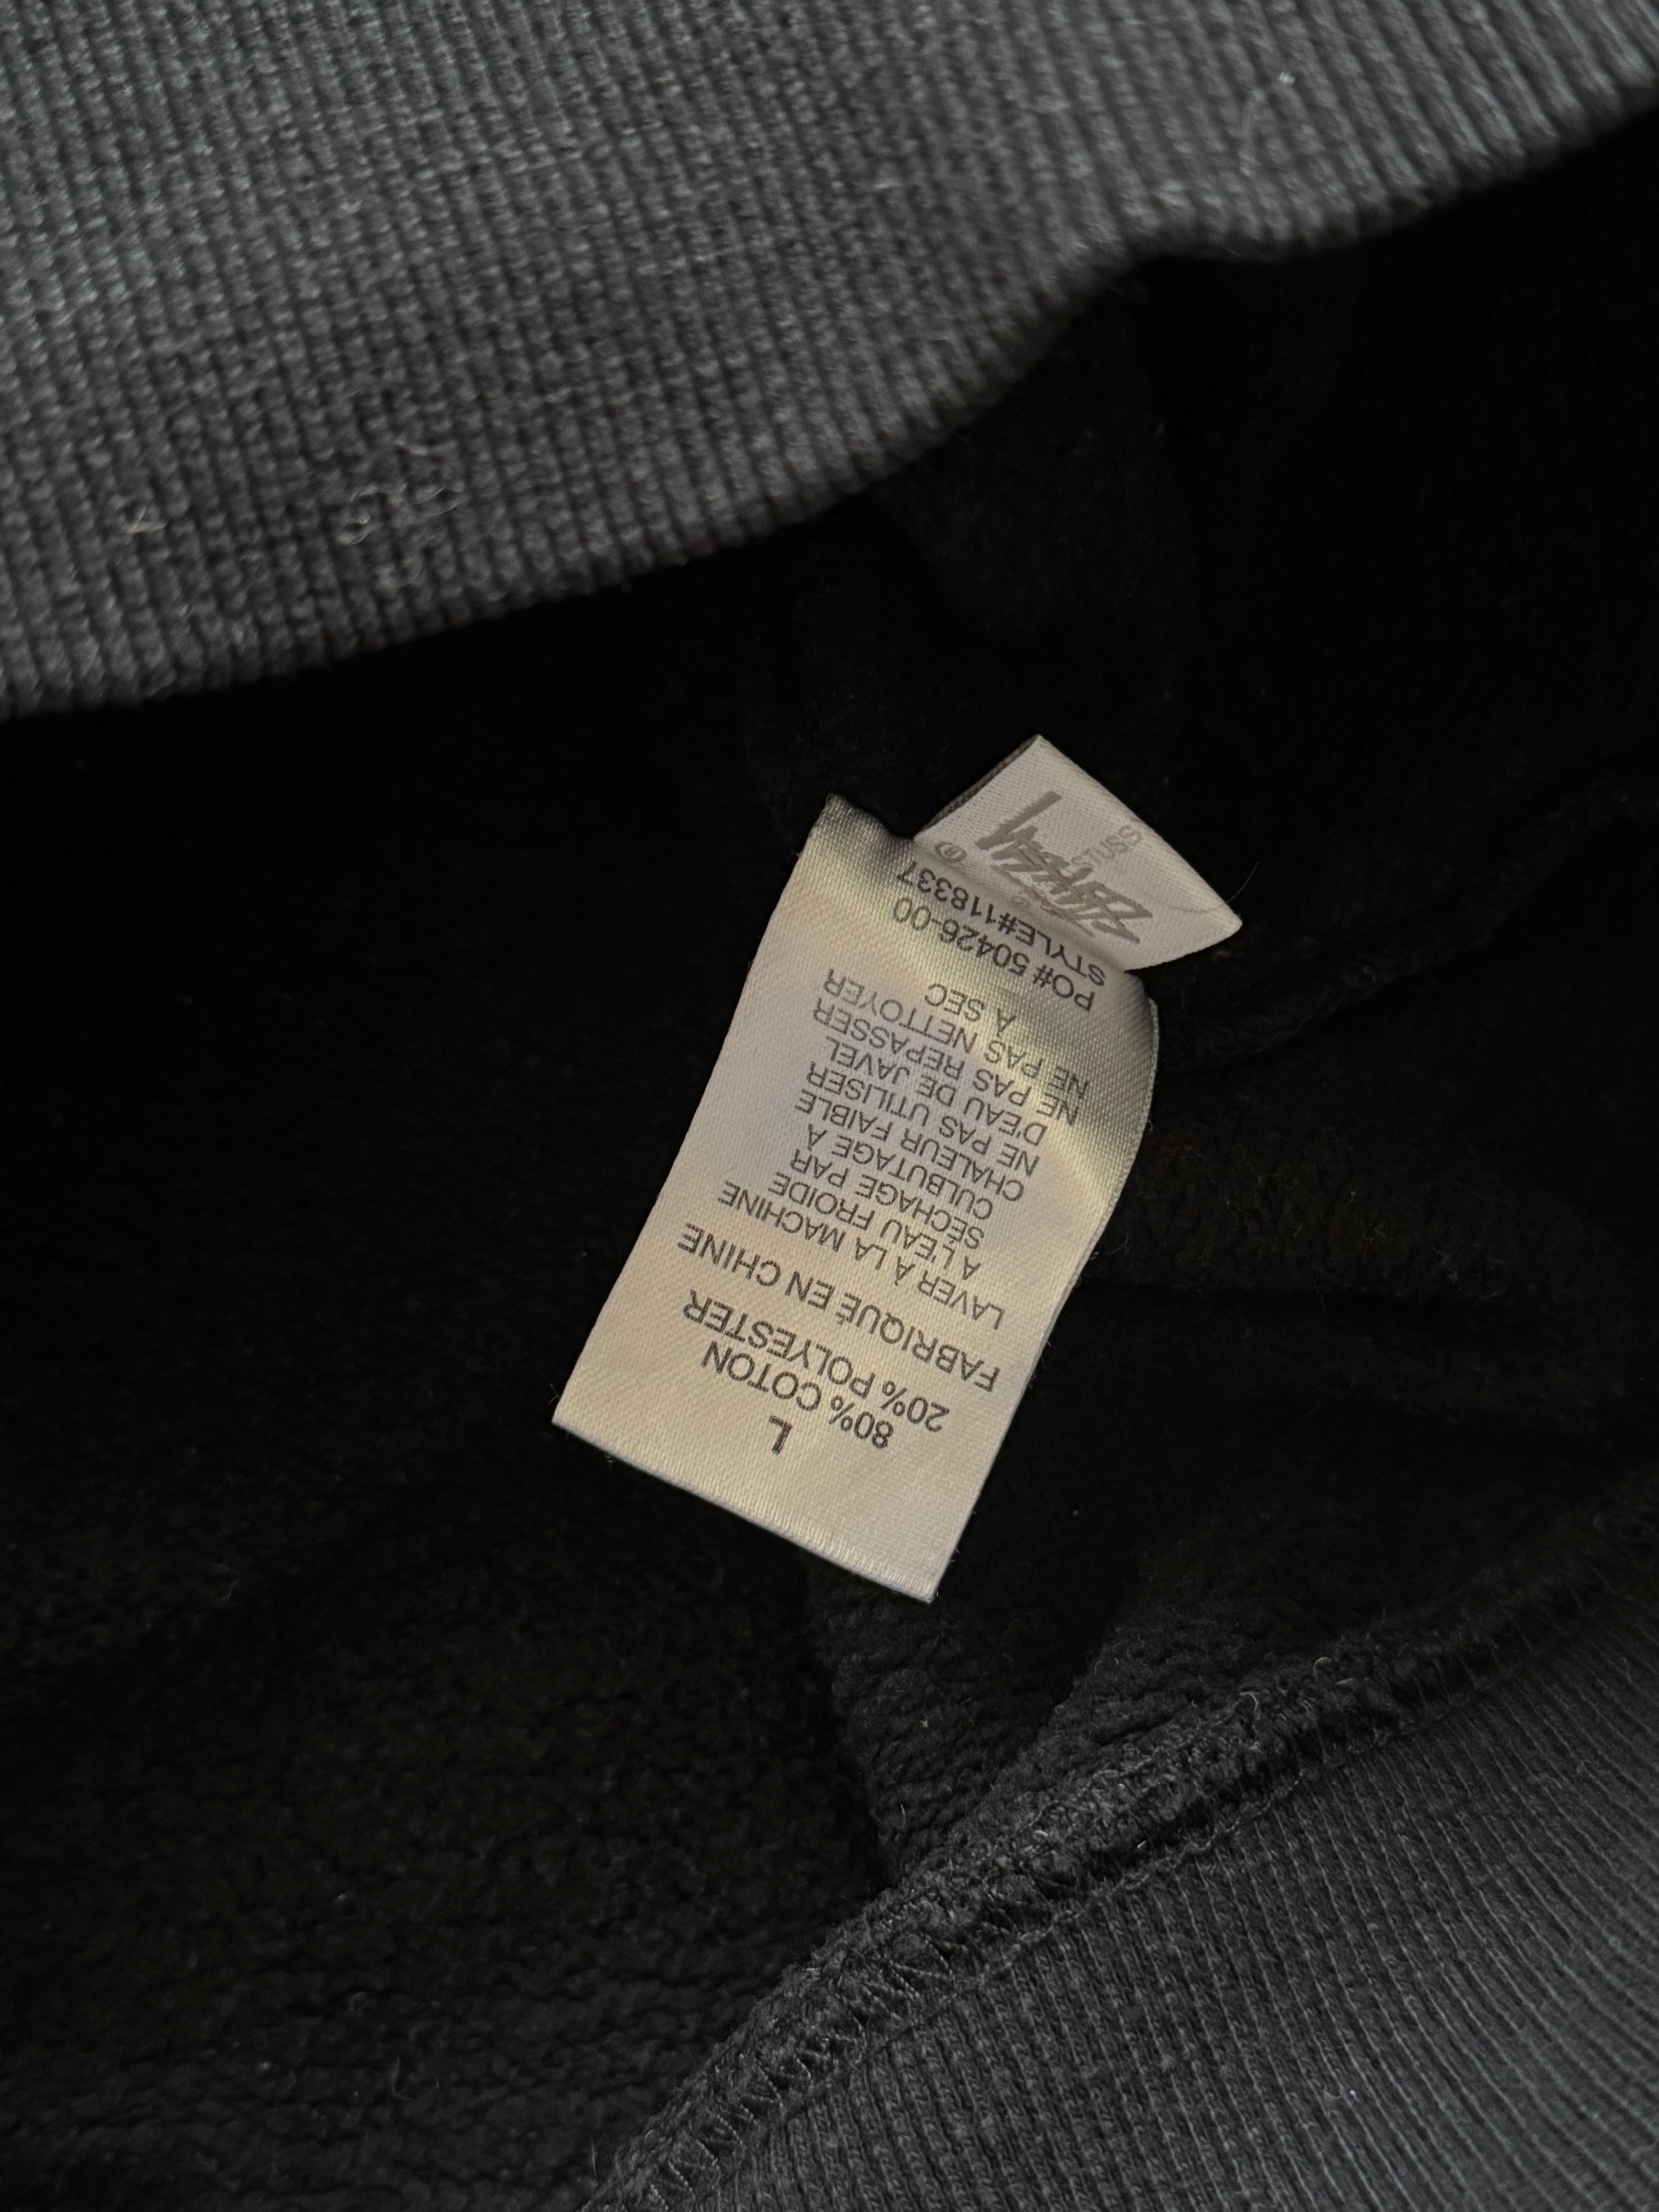 L
80% COTON
20% POLYESTER
FABRIQUÉ EN CHINE
LAVER À LA MACHINE
A L'EAU FROIDE
SÉCHAGE PAR
CULBUTAGE À
CHALEUR FAIBLE
NE PAS UTILISER
D'EAU DE JAVEL
NE PAS REPASSER
NE PAS NETTOYER
À SEC
PO# 50426-00
STYLE#118337
Stüssy ®